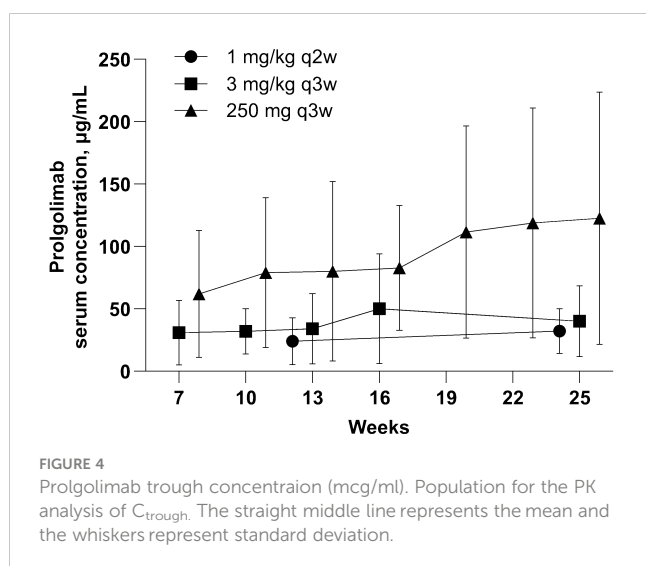 250
200
150
100
50
0
Prolgolimab
serum concentration, µg/mL
1 mg/kg q2w
3 mg/kg q3w
250 mg q3w
7 10 13 16 19 22 25
Weeks
FIGURE 4
Prolgolimab trough concentraion (mcg/ml). Population for the PK
analysis of Ctrough. The straight middle line represents the mean and
the whiskers represent standard deviation.